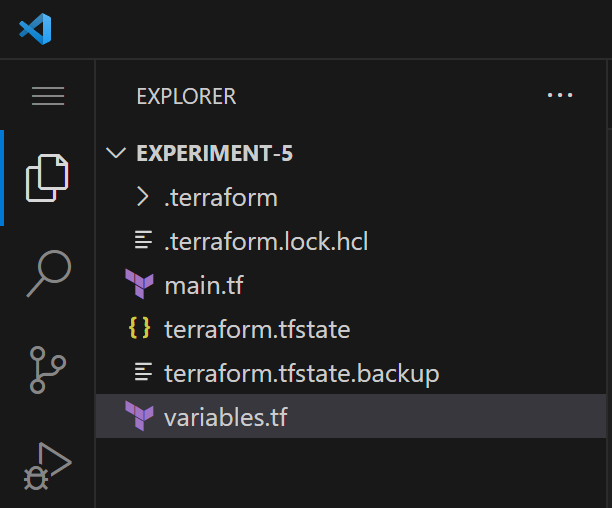 EXPLORER
EXPERIMENT-5
.terraform
.terraform.lock.hcl
main.tf
terraform.tfstate
terraform.tfstate.backup
variables.tf